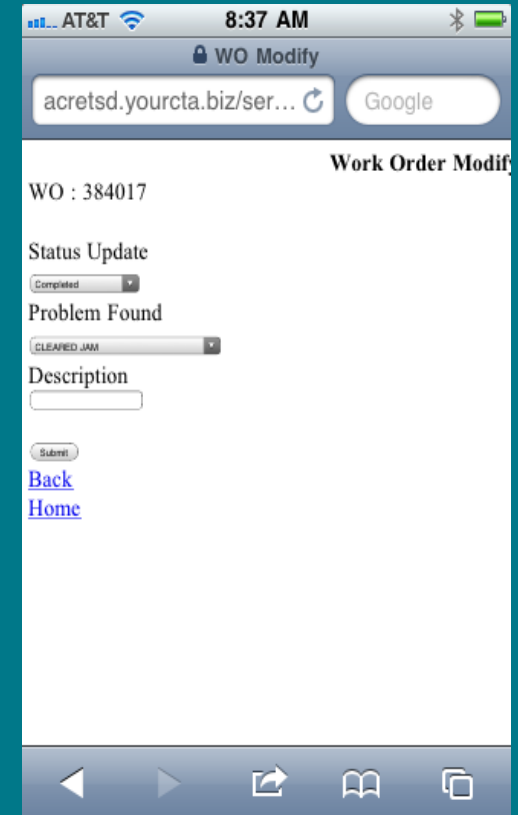 AT&T 8:37 AM
WO Modify
acretsd.yourcta.biz/ser... Google
Work Order Modify
WO : 384017
Status Update
Completed
Problem Found
CLEARED JAM
Description
Submit
Back
Home